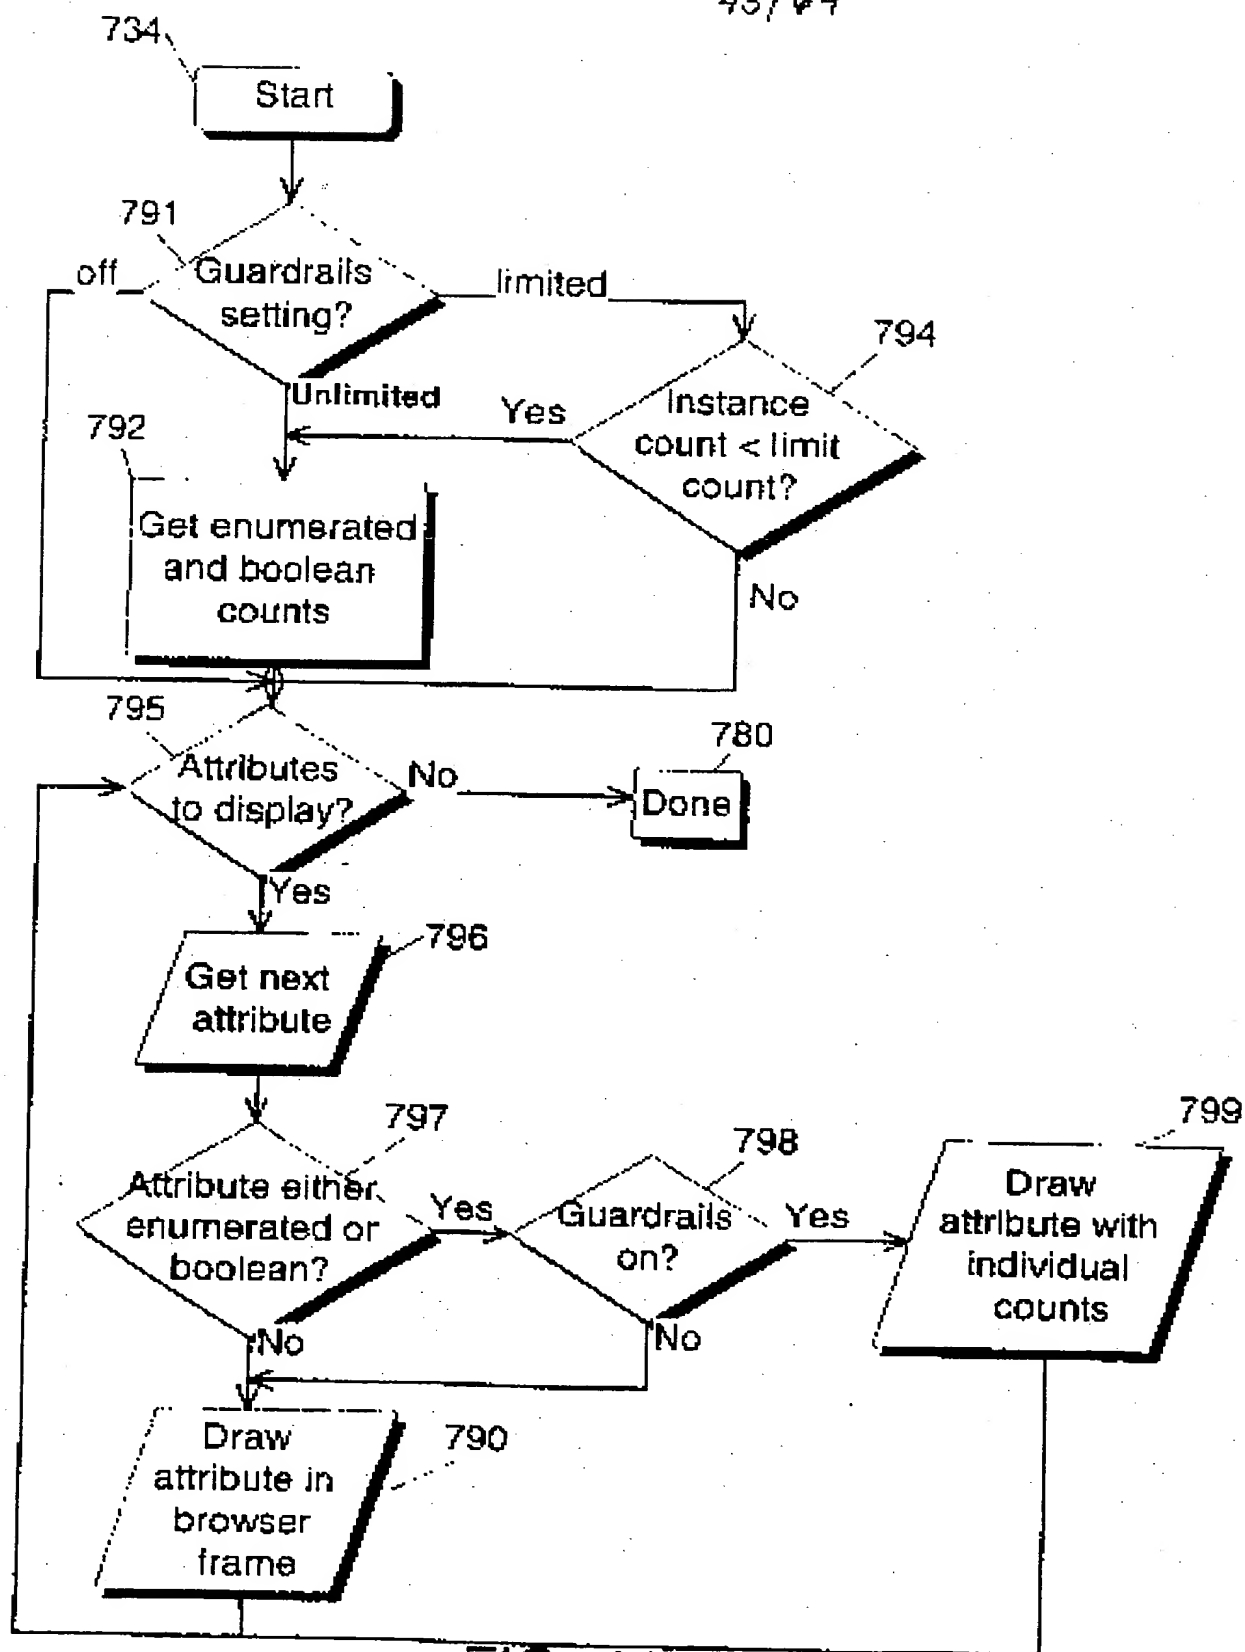 734
Start
791
off
Guardrails
setting?
limited
794
Unlimited
Yes
Instance
count < limit
count?
792
Get enumerated
and boolean
counts
No
795
Attributes
to display?
No
780
Done
Yes
796
Get next
attribute
797
Attribute either
enumerated or
boolean?
Yes
798
Guardrails
on?
Yes
799
Draw
attribute with
individual
counts
No
No
790
Draw
attribute in
browser
frame